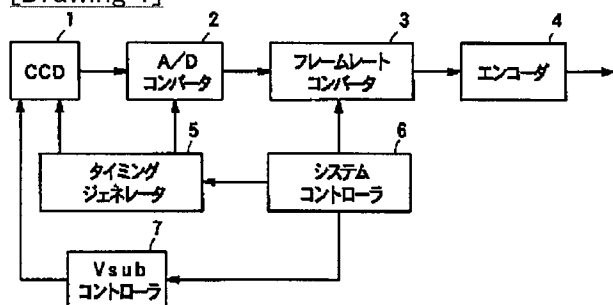 [Drawing 1]
1
2
3
4
CCD
A/D
コンバータ
フレームレート
コンバータ
エンコーダ
5
6
タイミング
ジェネレータ
システム
コントローラ
7
Vsub
コントローラ